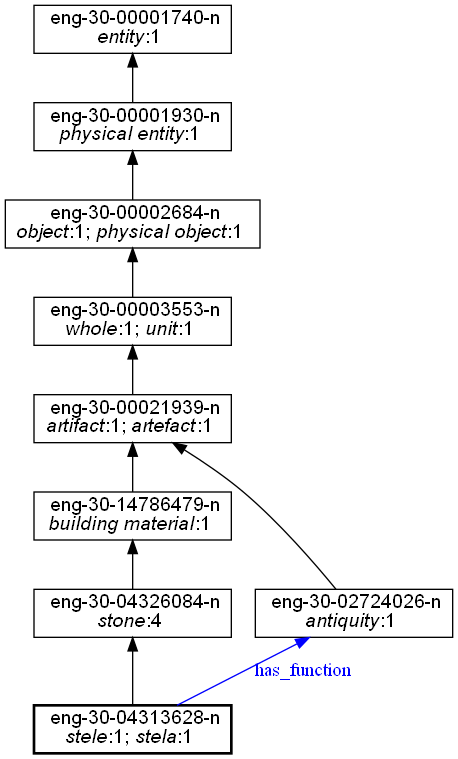 eng-30-00001740-n
entity:1
eng-30-00001930-n
physical entity:1
eng-30-00002684-n
object:1; physical object:1
eng-30-00003553-n
whole:1; unit:1
eng-30-00021939-n
artifact:1; artefact:1
eng-30-14786479-n
building material:1
eng-30-04326084-n
stone:4
eng-30-02724026-n
antiquity:1
has_function
eng-30-04313628-n
stele:1; stela:1